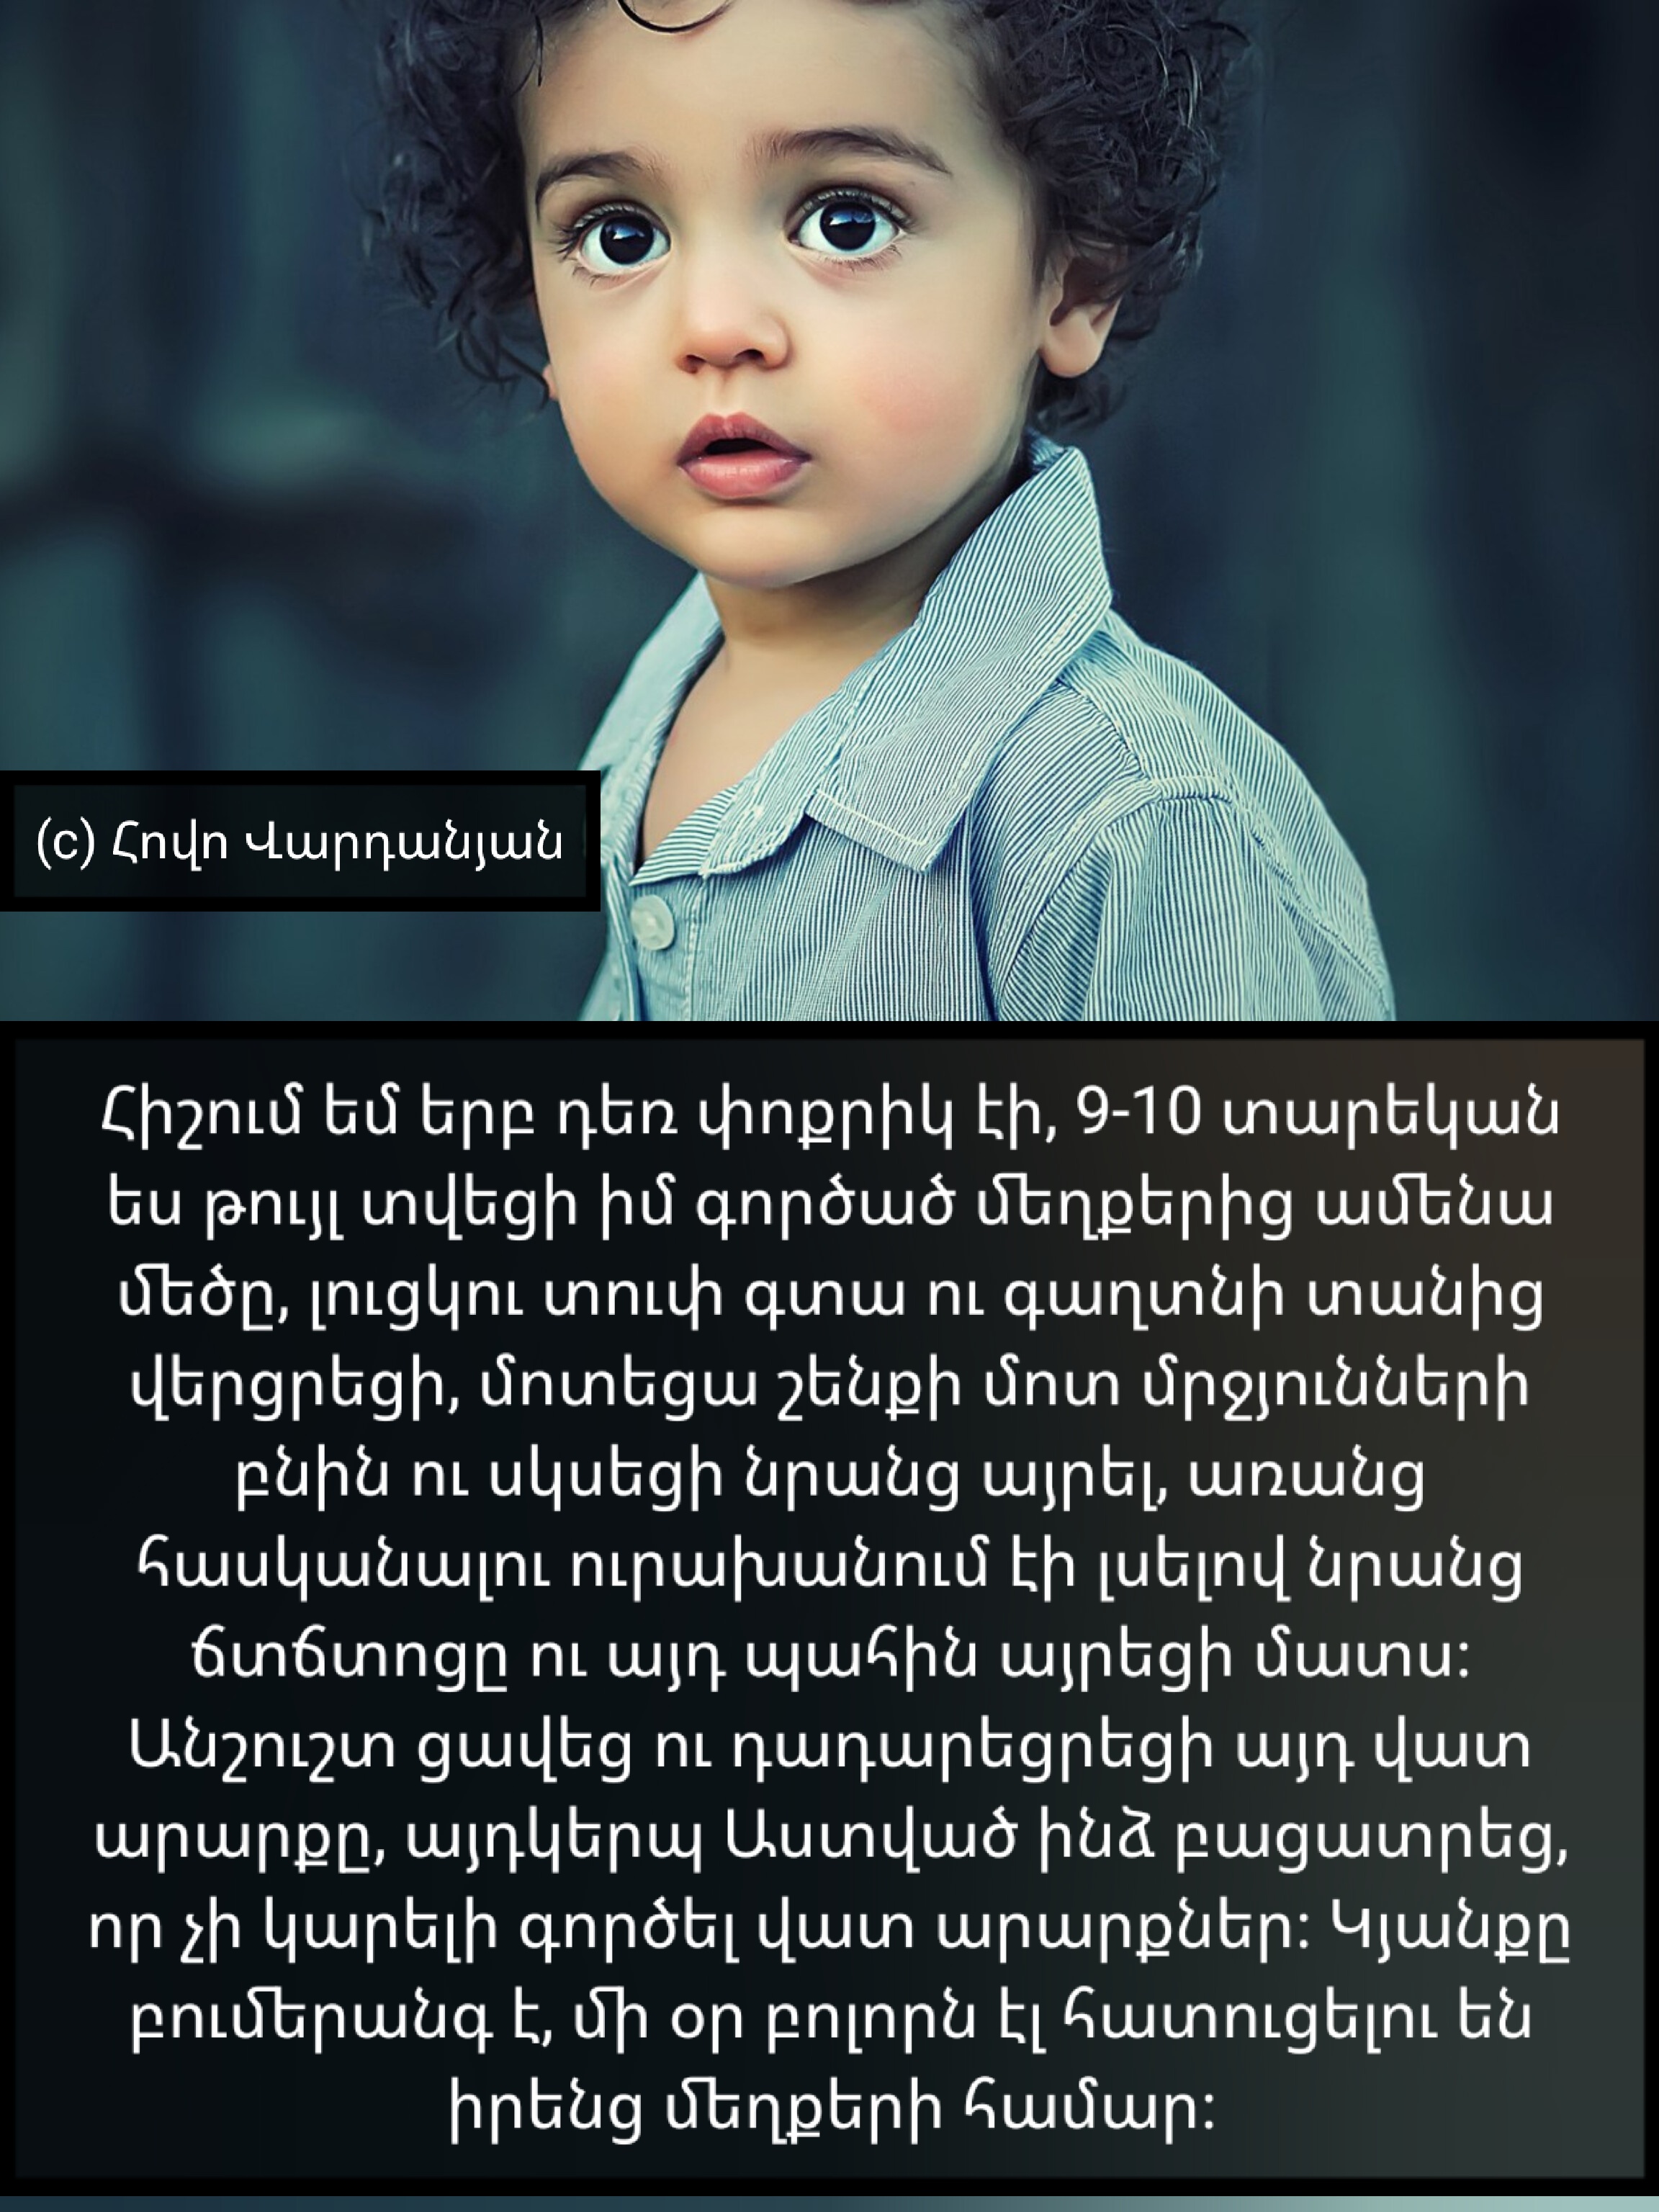 (c) Հովո Վարդանյան
Հիշում եմ երբ դեռ փոքրիկ էի, 9-10 տարեկան
ես թույլ տվեցի իմ գործած մեղքերից ամենա
մեծը, լուցկու տուփ գտա ու գաղտնի տանից
վերցրեցի, մոտեցա շենքի մոտ մրջյունների
բնին ու սկսեցի նրանց այրել, առանց
հասկանալու ուրախանում էի լսելով նրանց
ճտճտոցը ու այդ պահին այրեցի մատս:
Անշուշտ ցավեց ու դադարեցրեցի այդ վատ
արարքը, այդկերպ Աստված ինձ բացատրեց,
որ չի կարելի գործել վատ արարքներ: Կյանքը
բումերանգ է, մի օր բոլորն էլ հատուցելու են
իրենց մեղքերի համար: